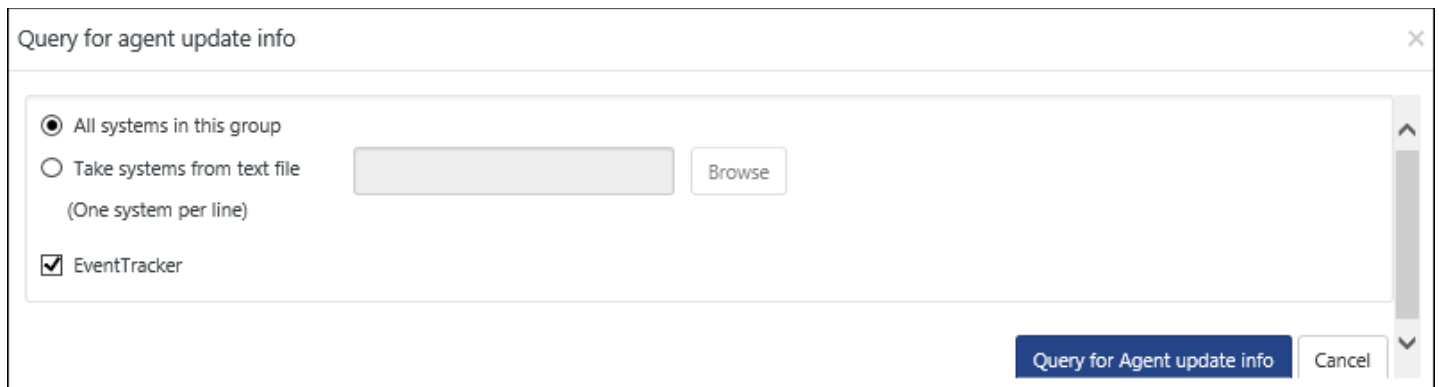 Query for agent update info
All systems in this group
Take systems from text file
Browse
(One system per line)
EventTracker
Query for Agent update info
Cancel